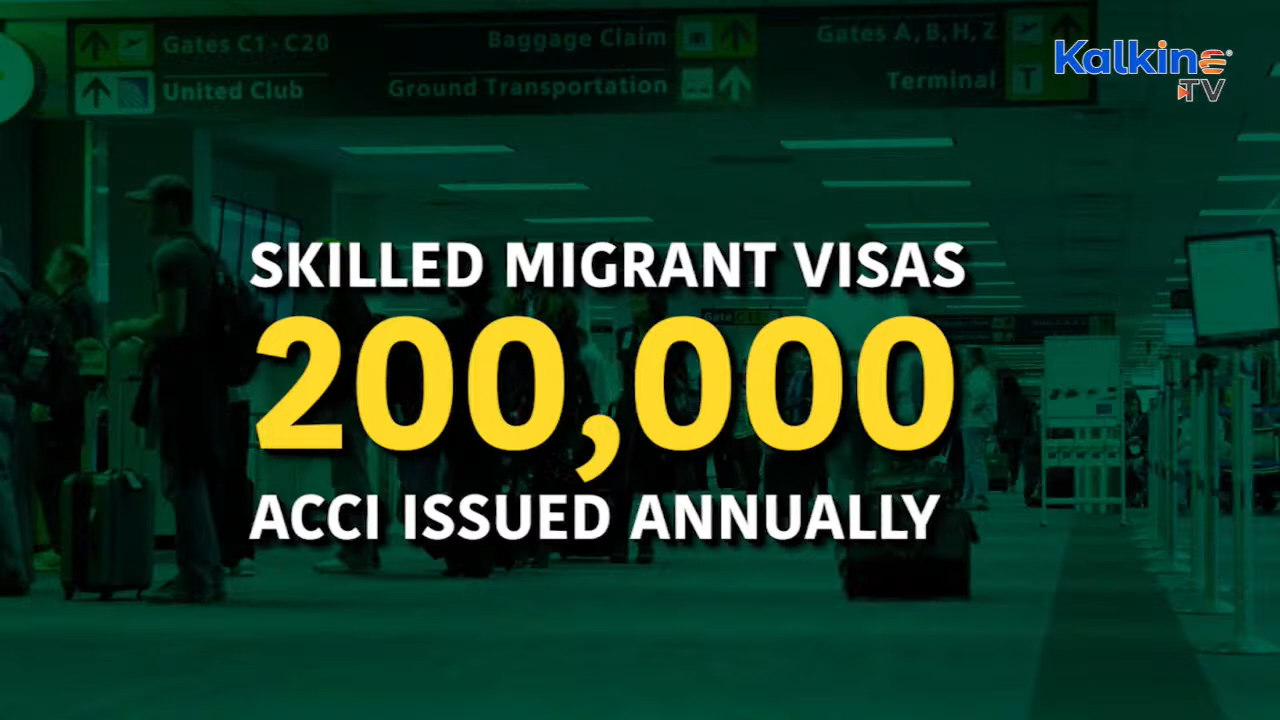 Gates C1 - C20
United Club
Baggage Claim
Ground Transportation
Gates A, B, H, Z
Terminal
T
Kalkine
TV
Gate
SKILLED MIGRANT VISAS
200,000
ACCI ISSUED ANNUALLY